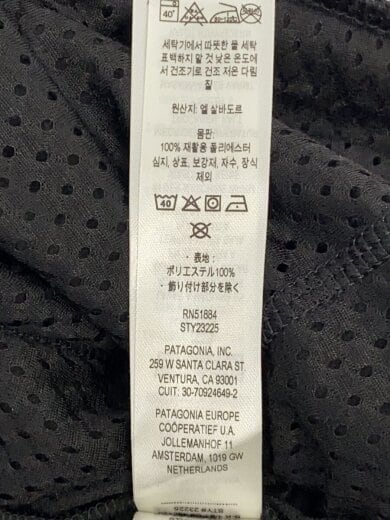 40°
세탁기에서 따뜻한 물 세탁
표백하지 말 것 낮은 온도에
서 건조기로 건조 저온 다림
질
원산지: 엘 살바도르
몸판:
100% 재활용 폴리에스터
심지, 상표, 보강재, 자수, 장식
제외
40
・表地 :
ポリエステル100%
・飾り付け部分を除く
RN51884
STY23225
PATAGONIA, INC.
259 W SANTA CLARA ST
VENTURA, CA 93001
CUIT: 30-70924649-2
PATAGONIA EUROPE
COÖPERATIEF U.A.
JOLLEMANHOF 11
AMSTERDAM, 1019 GW
NETHERLANDS